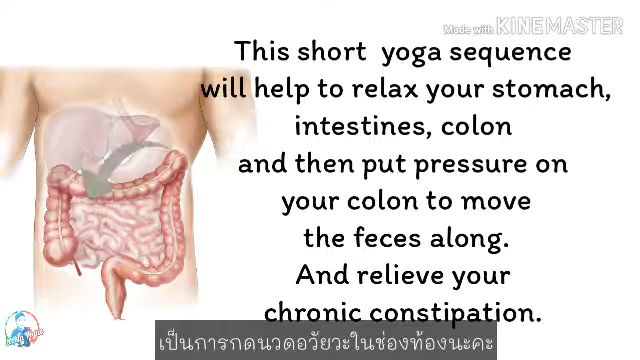 Made with KINEMASTER
This short yoga sequence
will help to relax your stomach,
intestines, colon
and then put pressure on
your colon to move
the feces along.
And relieve your
chronic constipation.
เป็นการกดนวดอวัยวะในช่องท้องนะคะ